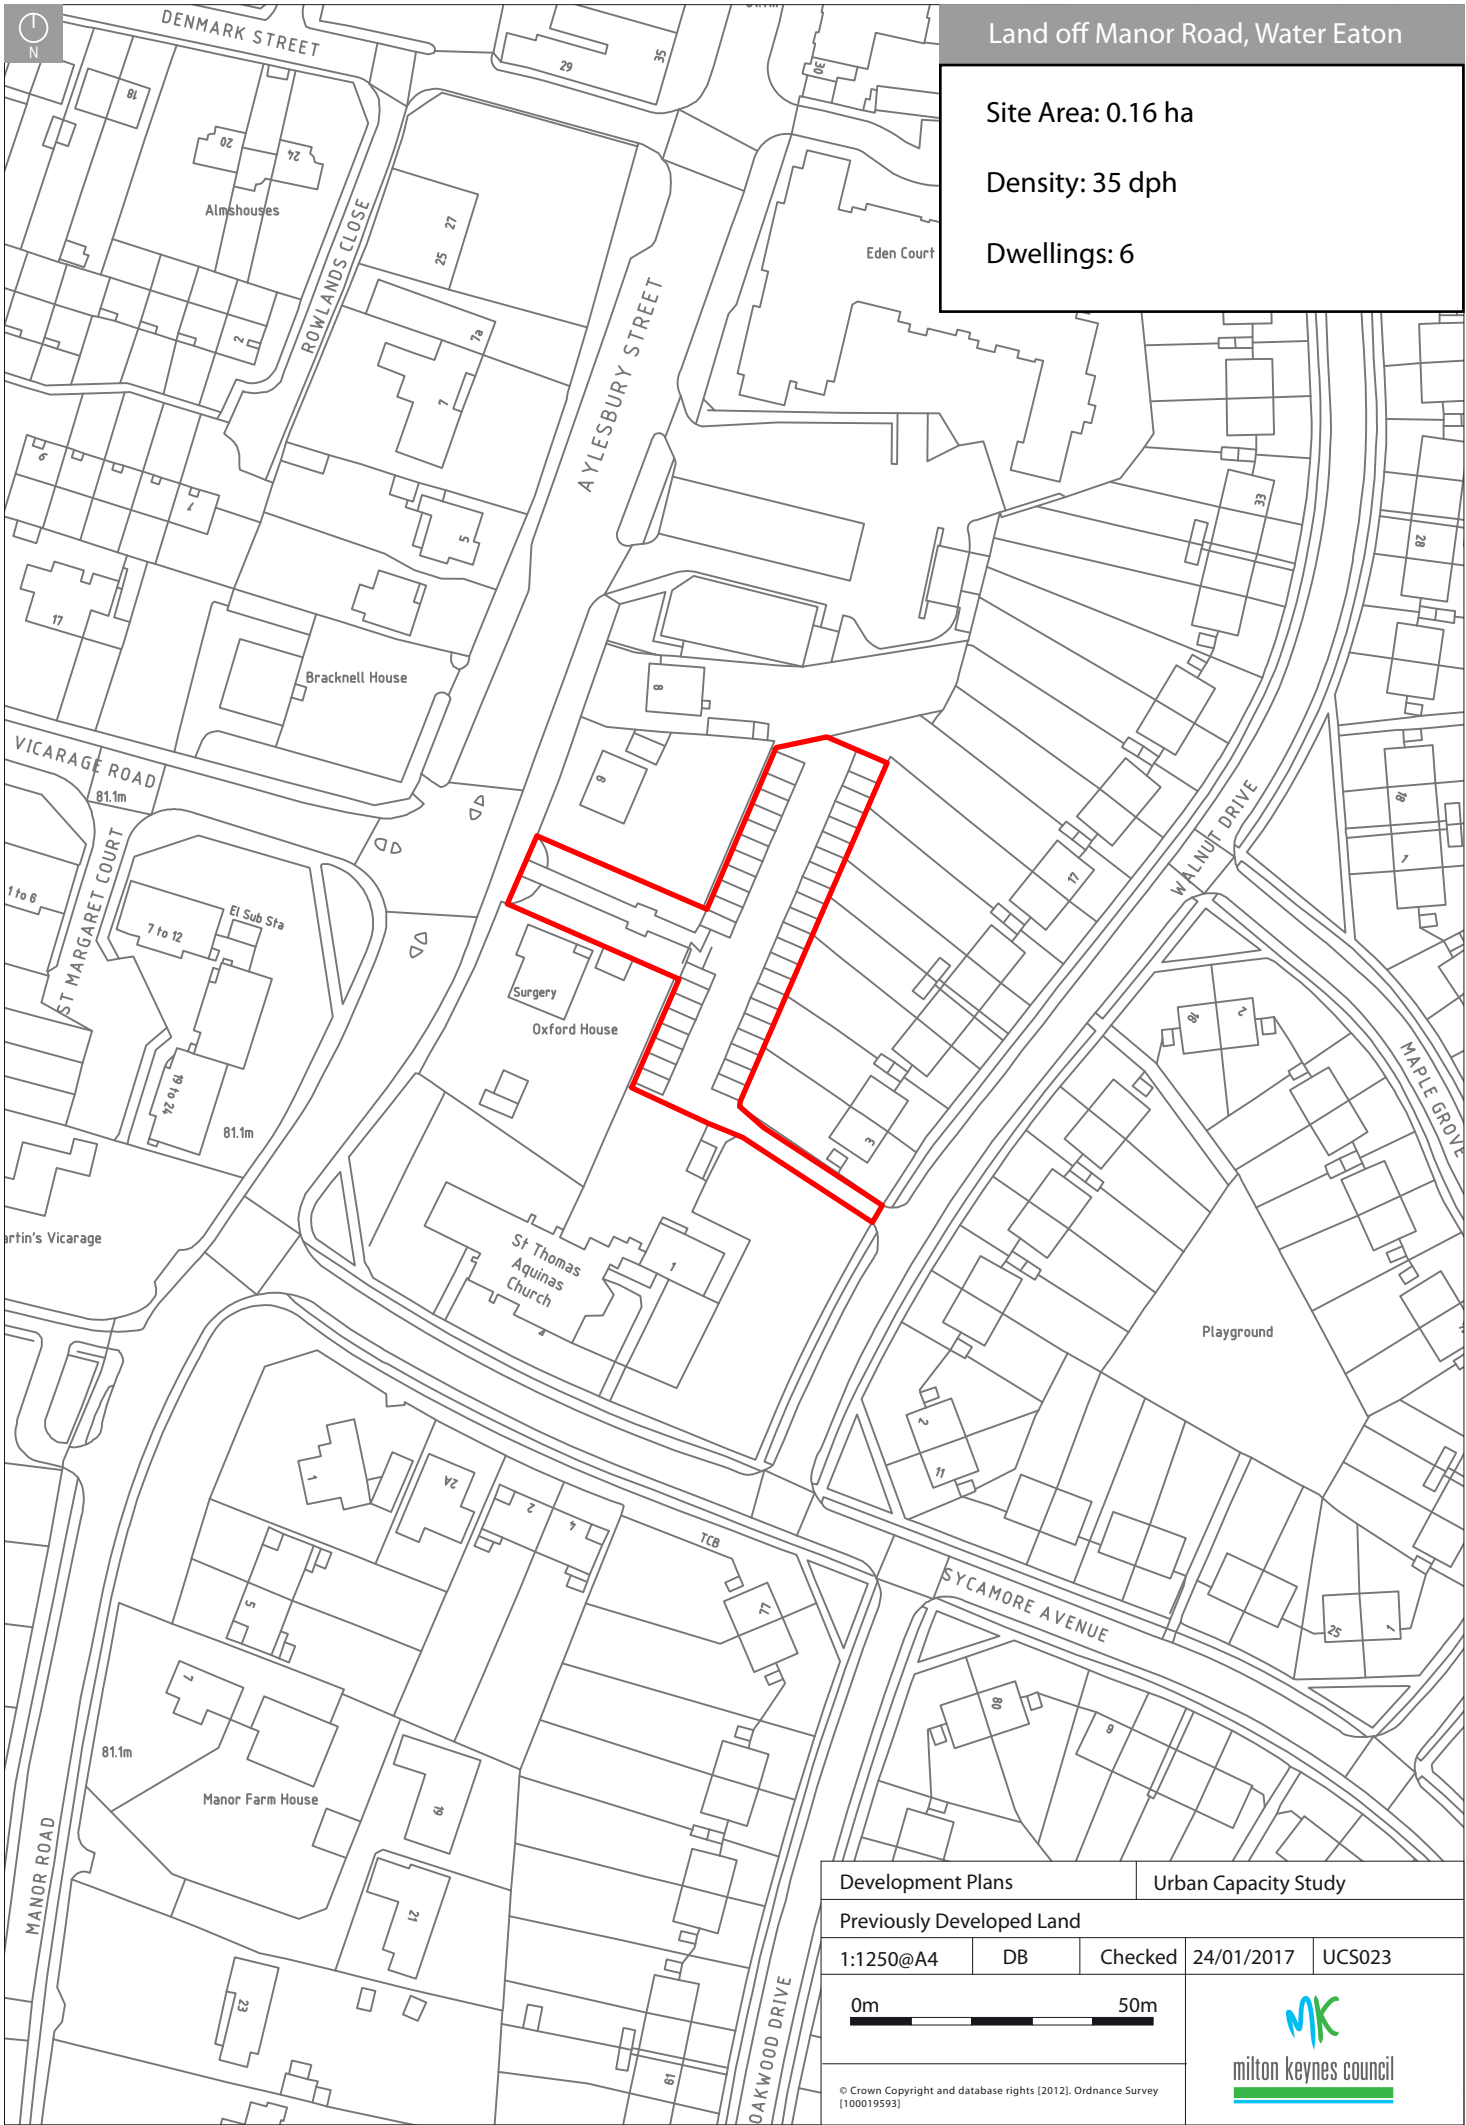 N
Land off Manor Road, Water Eaton
Site Area: 0.16 ha
Density: 35 dph
Dwellings: 6
DENMARK STREET
29
35
30
18
20
24
Almshouses
ROWLANDS CLOSE
27
25
Eden Court
AYLESBURY STREET
7a
2
7
6
1
5
33
28
17
Bracknell House
8
6
VICARAGE ROAD
81.1m
ST MARGARET COURT
1 to 6
7 to 12
El Sub Sta
WALNUT DRIVE
18
1
17
Surgery
Oxford House
19 to 24
81.1m
16
2
MAPLE GROVE
3
artin's Vicarage
St Thomas
Aquinas
Church
1
Playground
2
11
1
2A
2
4
TCB
77
SYCAMORE AVENUE
25
1
5
7
80
9
81.1m
Manor Farm House
19
MANOR ROAD
21
23
61
OAKWOOD DRIVE
Development Plans
Urban Capacity Study
Previously Developed Land
1:1250@A4
DB
Checked
24/01/2017
UCS023
0m
50m
milton keynes council
© Crown Copyright and database rights [2012]. Ordnance Survey
[100019593]